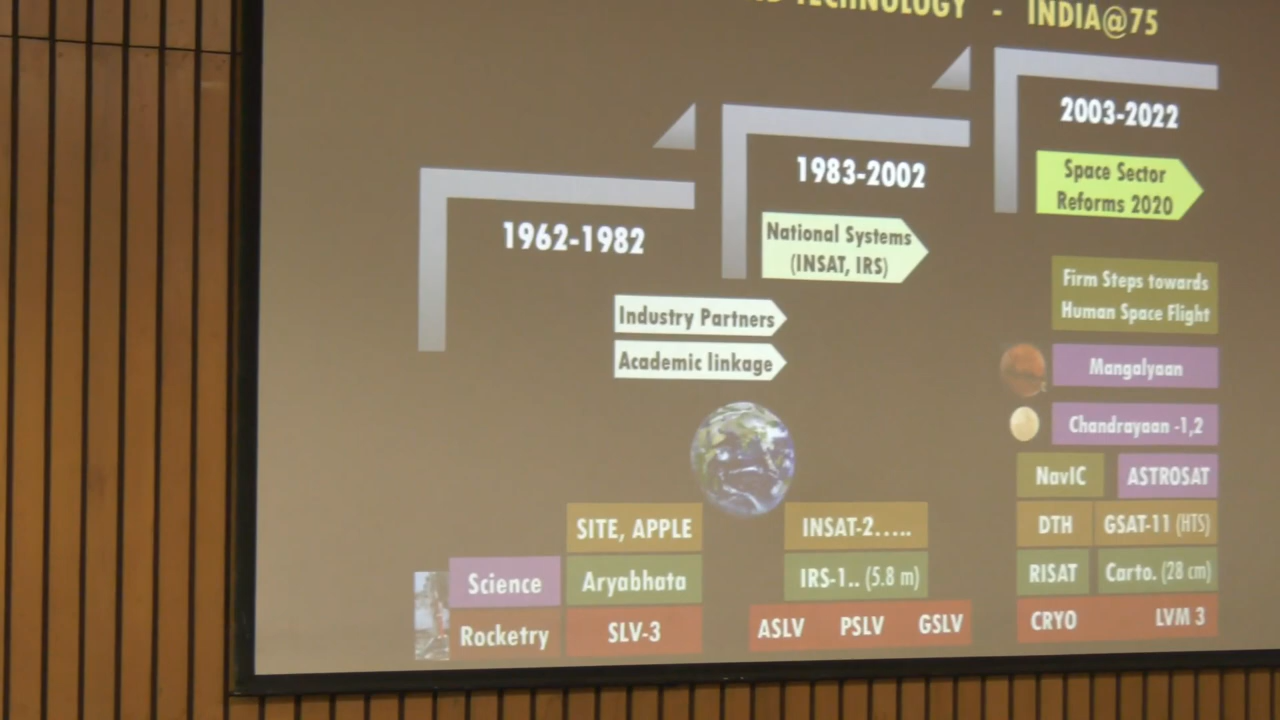 TECHNOLOGY - INDIA@75
1962-1982
Industry Partners
Academic linkage
SITE, APPLE
Science
Aryabhata
Rocketry
SLV-3
1983-2002
National Systems
(INSAT, IRS)
INSAT-2.....
IRS-1.. (5.8 m)
ASLV PSLV GSLV
2003-2022
Space Sector
Reforms 2020
Firm Steps towards
Human Space Flight
Mangalyaan
Chandrayaan -1,2
NavIC ASTROSAT
DTH GSAT-11 (HTS)
RISAT Carto. (28 cm)
CRYO LVM 3